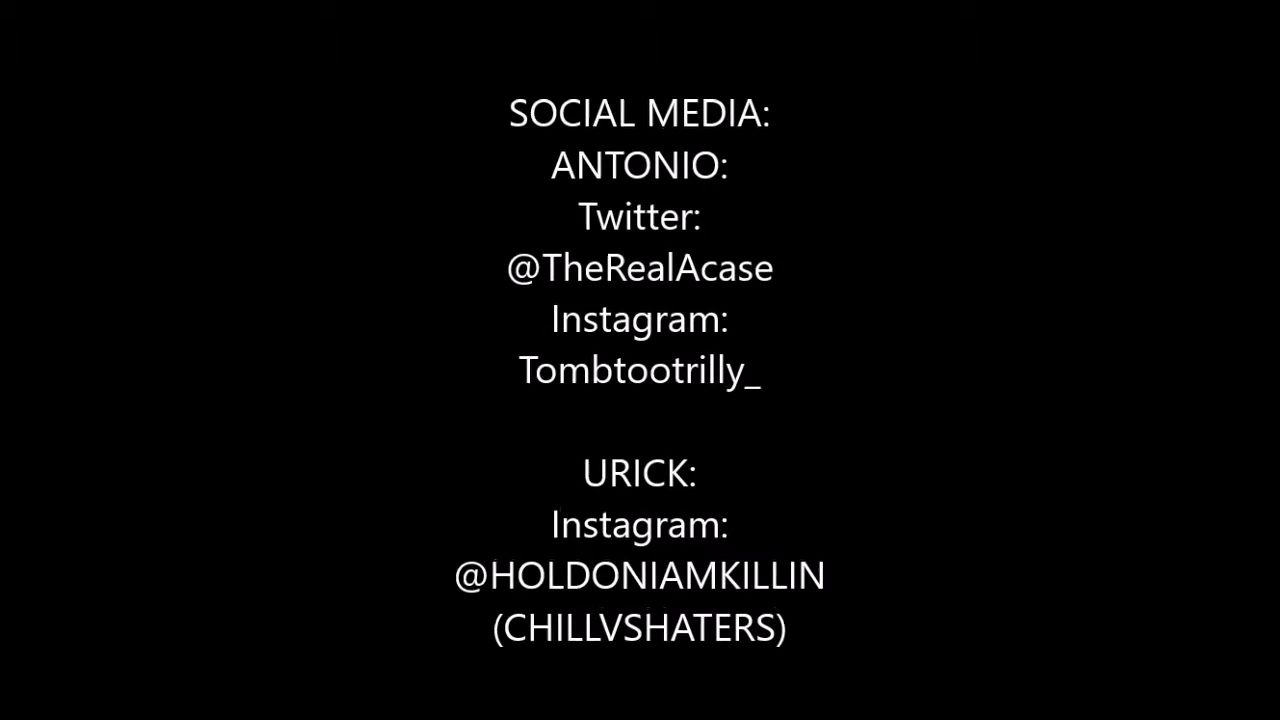 SOCIAL MEDIA:
ANTONIO:
Twitter:
@TheRealAcase
Instagram:
Tombtootrilly_
URICK:
Instagram:
@HOLDONIAMKILLIN
(CHILLVSHATERS)